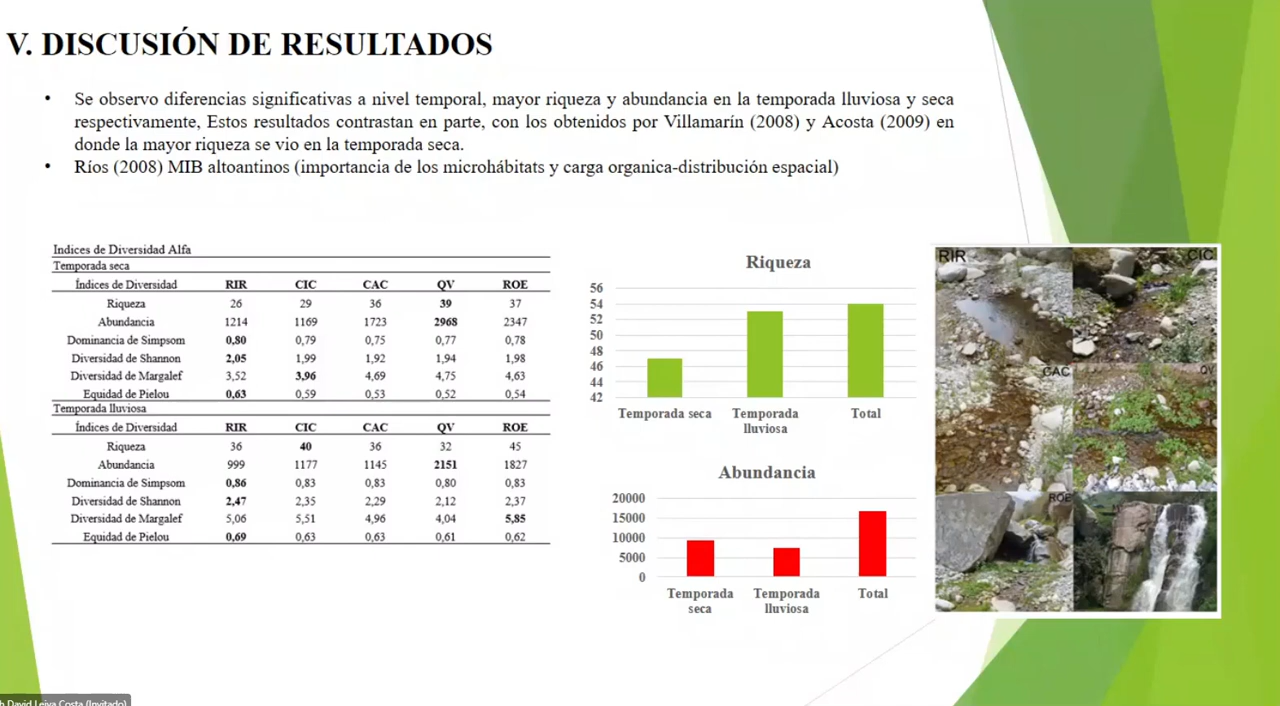 V. DISCUSIÓN DE RESULTADOS
• Se observo diferencias significativas a nivel temporal, mayor riqueza y abundancia en la temporada lluviosa y seca
respectivamente, Estos resultados contrastan en parte, con los obtenidos por Villamarín (2008) y Acosta (2009) en
donde la mayor riqueza se vio en la temporada seca.
• Ríos (2008) MIB altoantinos (importancia de los microhábitats y carga organica-distribución espacial)
Indices de Diversidad Alfa
Temporada seca
Índices de Diversidad RIR CIC CAC QV ROE
Riqueza 26 29 36 39 37
Abundancia 1214 1169 1723 2968 2347
Dominancia de Simpsom 0,80 0,79 0,75 0,77 0,78
Diversidad de Shannon 2,05 1,99 1,92 1,94 1,98
Diversidad de Margalef 3,52 3,96 4,69 4,75 4,63
Equidad de Pielou 0,63 0,59 0,53 0,52 0,54
Temporada lluviosa
Índices de Diversidad RIR CIC CAC QV ROE
Riqueza 36 40 36 32 45
Abundancia 999 1177 1145 2151 1827
Dominancia de Simpsom 0,86 0,83 0,83 0,80 0,83
Diversidad de Shannon 2,47 2,35 2,29 2,12 2,37
Diversidad de Margalef 5,06 5,51 4,96 4,04 5,85
Equidad de Pielou 0,69 0,63 0,63 0,61 0,62
Riqueza
56
54
52
50
48
46
44
42
Temporada seca Temporada Total
lluviosa
Abundancia
20000
15000
10000
5000
0
Temporada Temporada Total
seca lluviosa
RIR CIC
CAC QV
ROE
David Leiva Costa (Invitado)